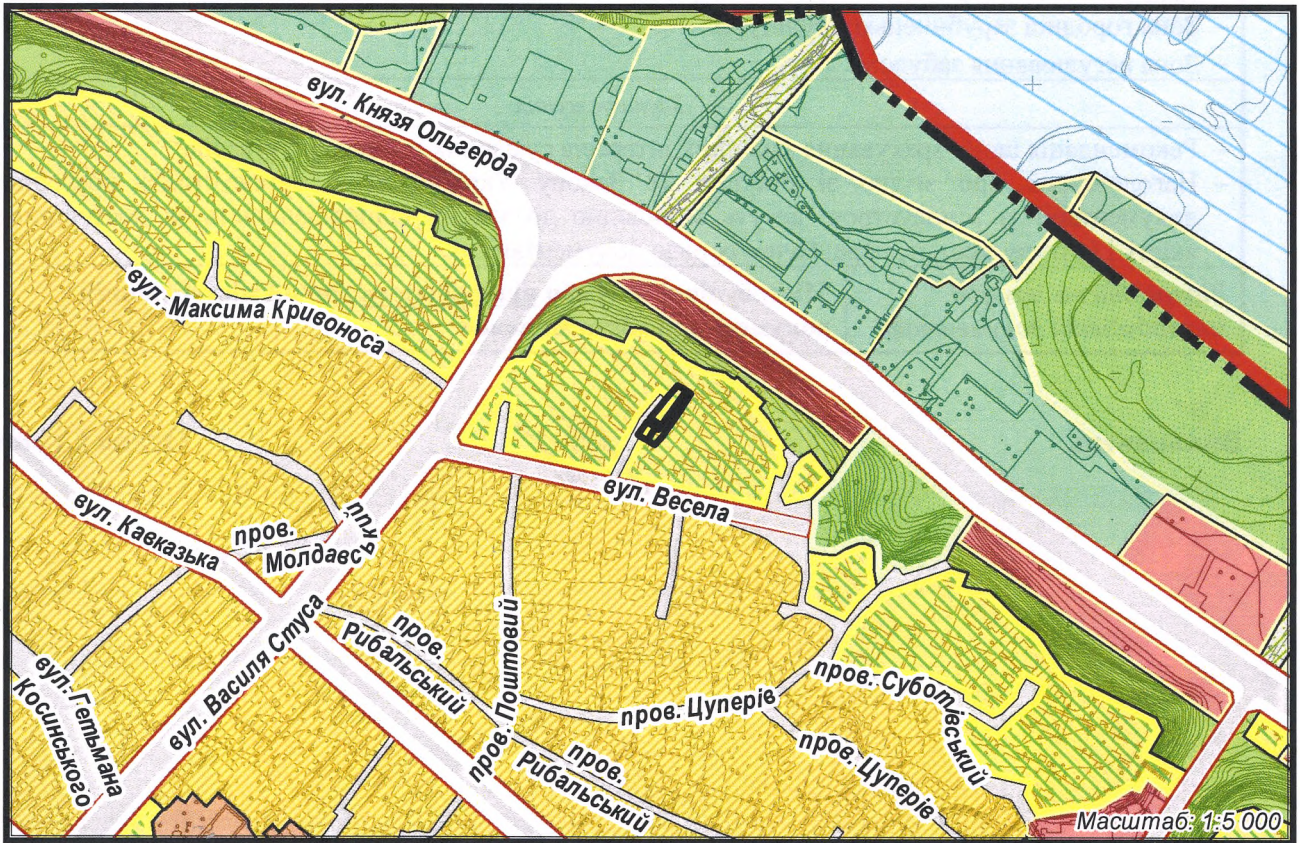 вул. Князя Ольгерда
вул. Максима Кривоноса
вул. Весела
вул. Кавказька
пров.
Молдавський
вул. Василя Стуса
вул. Гетьмана
Косинського
пров.
Рибальський
пров. Поштовий
пров. Цуперів
пров. Суботівський
пров. Цуперів
пров.
Рибальський
Масштаб: 1:5 000